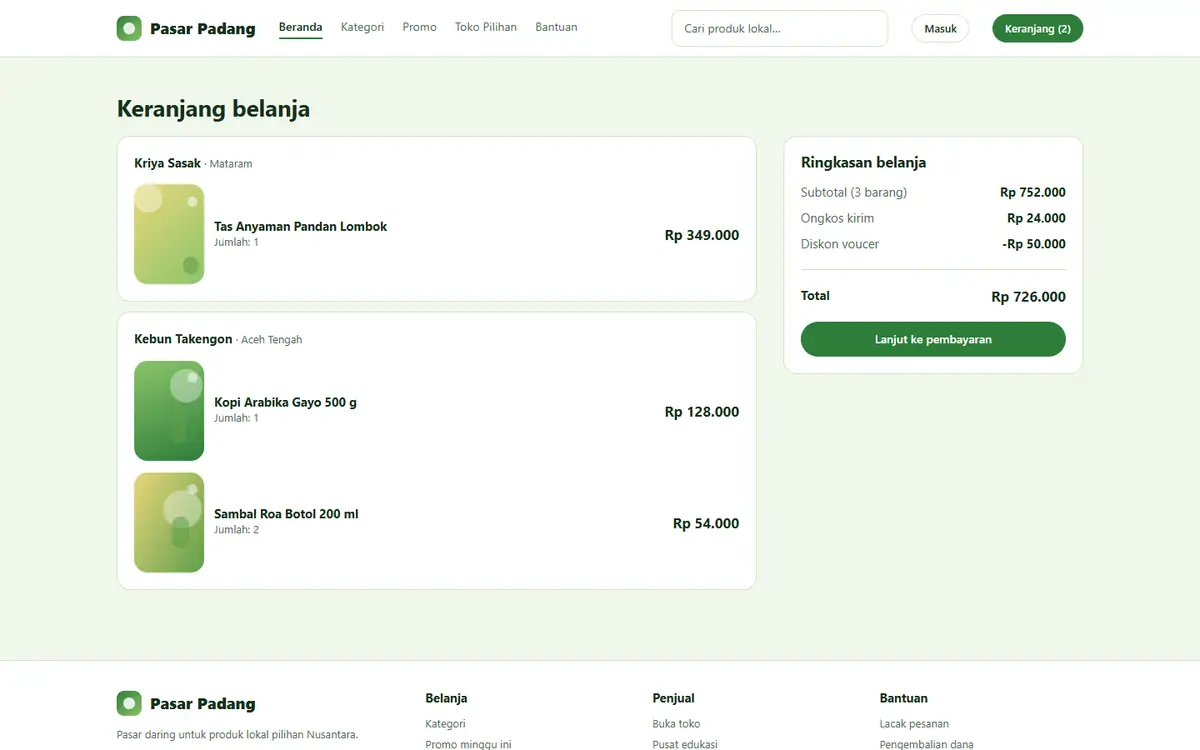 Pasar Padang
Beranda
Kategori
Promo
Toko Pilihan
Bantuan
Cari produk lokal...
Masuk
Keranjang (2)
Keranjang belanja
Kriya Sasak · Mataram
Tas Anyaman Pandan Lombok
Jumlah: 1
Rp 349.000
Kebun Takengon · Aceh Tengah
Kopi Arabika Gayo 500 g
Jumlah: 1
Rp 128.000
Sambal Roa Botol 200 ml
Jumlah: 2
Rp 54.000
Ringkasan belanja
Subtotal (3 barang) Rp 752.000
Ongkos kirim Rp 24.000
Diskon voucer -Rp 50.000
Total Rp 726.000
Lanjut ke pembayaran
Pasar Padang
Pasar daring untuk produk lokal pilihan Nusantara.
Belanja
Kategori
Promo minggu ini
Penjual
Buka toko
Pusat edukasi
Bantuan
Lacak pesanan
Pengembalian dana